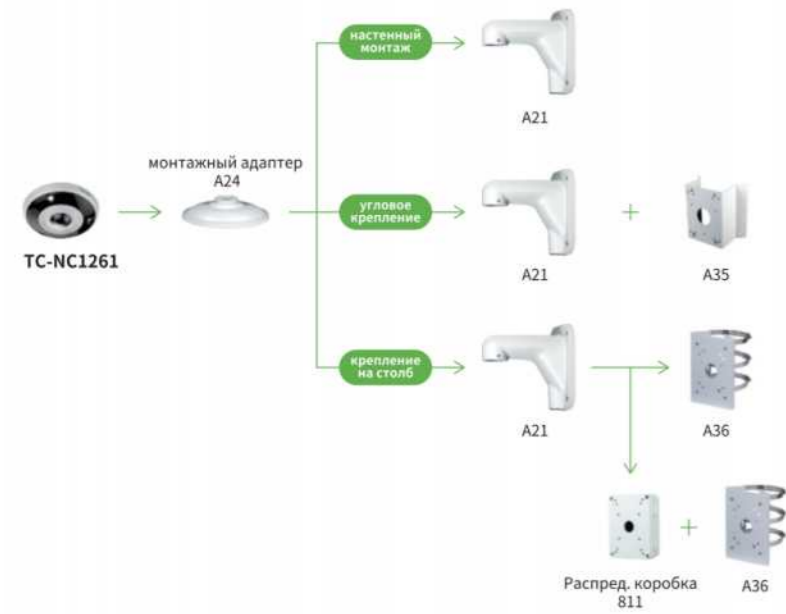 настенный
монтаж
A21
монтажный адаптер
A24
TC-NC1261
угловое
крепление
A21
A35
крепление
на столб
A21
A36
Распред. коробка
811
A36